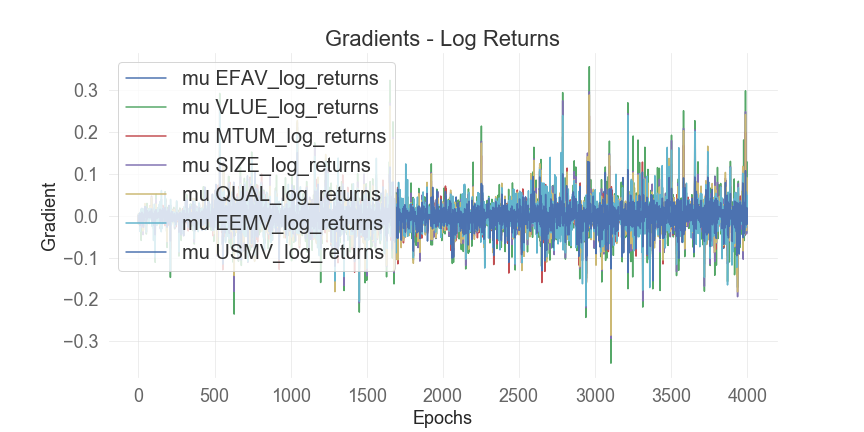 Gradients - Log Returns
mu EFAV_log_returns
mu VLUE_log_returns
mu MTUM_log_returns
mu SIZE_log_returns
mu QUAL_log_returns
mu EEMV_log_returns
mu USMV_log_returns
Gradient
0.3
0.2
0.1
0.0
−0.1
−0.2
−0.3
0 500 1000 1500 2000 2500 3000 3500 4000
Epochs